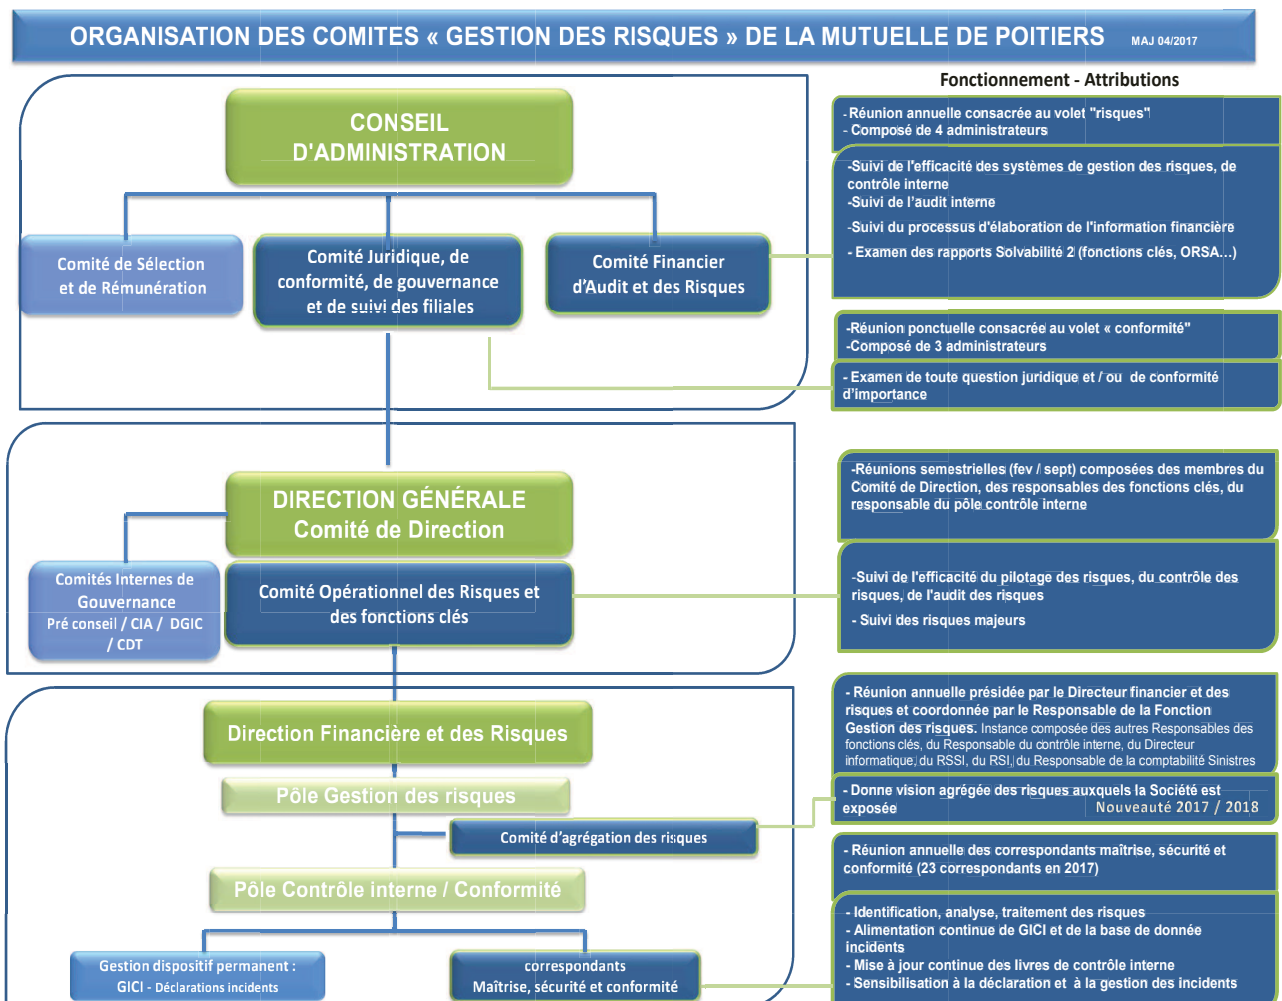 ORGANISATION DES COMITES « GESTION DES RISQUES » DE LA MUTUELLE DE POITIERS MAJ 04/2017
Fonctionnement - Attributions
CONSEIL
D'ADMINISTRATION
Comité de Sélection
et de Rémunération
Comité Juridique, de
conformité, de gouvernance
et de suivi des filiales
Comité Financier
d'Audit et des Risques
- Réunion annuelle consacrée au volet "risques"
- Composé de 4 administrateurs
-Suivi de l'efficacité des systèmes de gestion des risques, de
contrôle interne
-Suivi de l'audit interne
-Suivi du processus d'élaboration de l'information financière
- Examen des rapports Solvabilité 2 (fonctions clés, ORSA…)
-Réunion ponctuelle consacrée au volet « conformité"
-Composé de 3 administrateurs
- Examen de toute question juridique et / ou de conformité
d'importance
DIRECTION GÉNÉRALE
Comité de Direction
Comités Internes de
Gouvernance
Pré conseil / CIA / DGIC
/ CDT
Comité Opérationnel des Risques et
des fonctions clés
-Réunions semestrielles (fev / sept) composées des membres du
Comité de Direction, des responsables des fonctions clés, du
responsable du pôle contrôle interne
-Suivi de l'efficacité du pilotage des risques, du contrôle des
risques, de l'audit des risques
- Suivi des risques majeurs
Direction Financière et des Risques
Pôle Gestion des risques
Comité d'agrégation des risques
Pôle Contrôle interne / Conformité
Gestion dispositif permanent :
GICI - Déclarations incidents
correspondants
Maîtrise, sécurité et conformité
- Réunion annuelle présidée par le Directeur financier et des
risques et coordonnée par le Responsable de la Fonction
Gestion des risques. Instance composée des autres Responsables des
fonctions clés, du Responsable du contrôle interne, du Directeur
informatique, du RSSI, du RSI, du Responsable de la comptabilité Sinistres
- Donne vision agrégée des risques auxquels la Société est
exposée Nouveauté 2017 / 2018
- Réunion annuelle des correspondants maîtrise, sécurité et
conformité (23 correspondants en 2017)
- Identification, analyse, traitement des risques
- Alimentation continue de GICI et de la base de donnée
incidents
- Mise à jour continue des livres de contrôle interne
- Sensibilisation à la déclaration et à la gestion des incidents